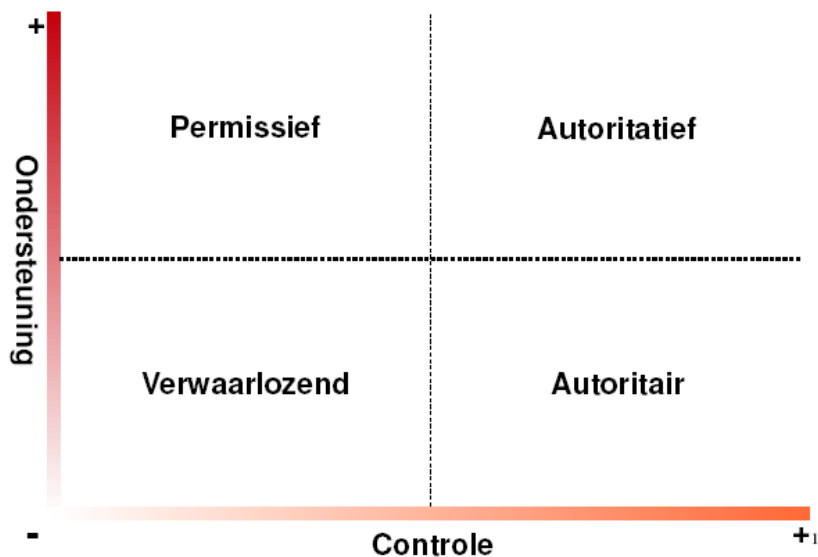 +
Permissief
Autoritatief
Ondersteuning
Verwaarlozend
Autoritair
-
Controle
+1